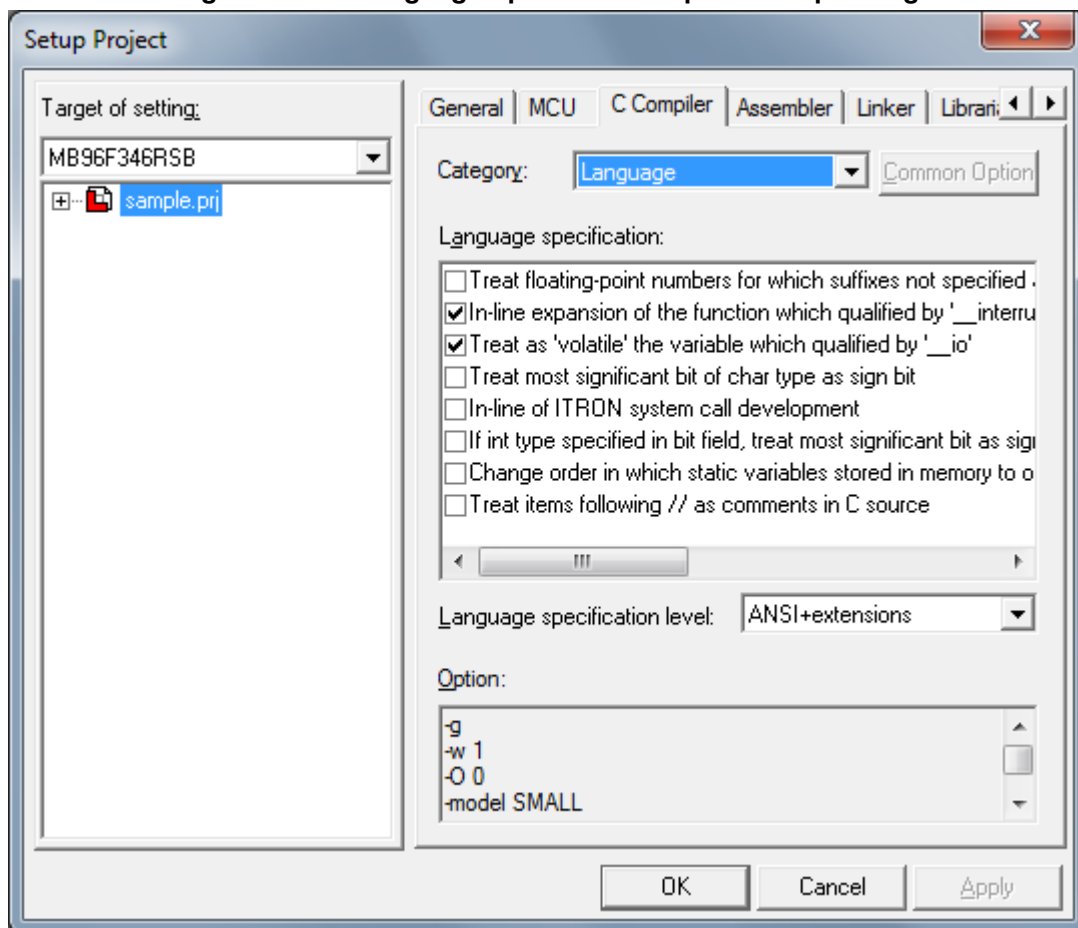 Setup Project
Target of setting:
MB96F346RSB
sample.prj
General MCU C Compiler Assembler Linker
Category: Language Common Option
Language specification:
Treat floating-point numbers for which suffixes not specified
In-line expansion of the function which qualified by '__interru
Treat as 'volatile' the variable which qualified by '__io'
Treat most significant bit of char type as sign bit
In-line of ITRON system call development
If int type specified in bit field, treat most significant bit as sig
Change order in which static variables stored in memory to o
Treat items following // as comments in C source
Language specification level: ANSI+extensions
Option:
-g
-w 1
-O 0
-model SMALL
OK Cancel Apply